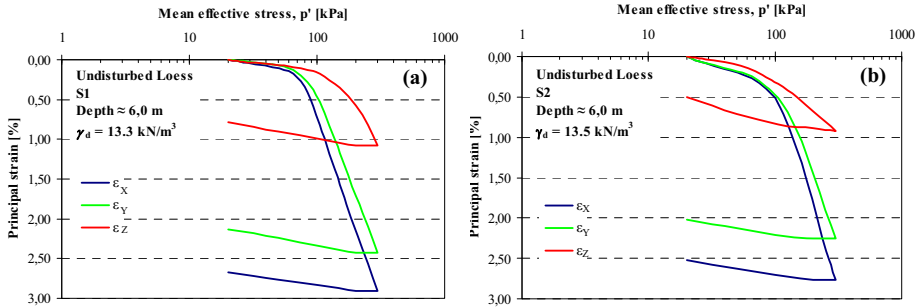 Mean effective stress, p' [kPa]
1 10 100 1000
0,00
0,50
1,00
1,50
2,00
2,50
3,00
Principal strain [%]
(a)
Undisturbed Loess
S1
Depth ≈ 6,0 m
γd = 13.3 kN/m³
εX
εY
εZ
Mean effective stress, p' [kPa]
1 10 100 1000
0,00
0,50
1,00
1,50
2,00
2,50
3,00
Principal strain [%]
(b)
Undisturbed Loess
S2
Depth ≈ 6,0 m
γd = 13.5 kN/m³
εX
εY
εZ